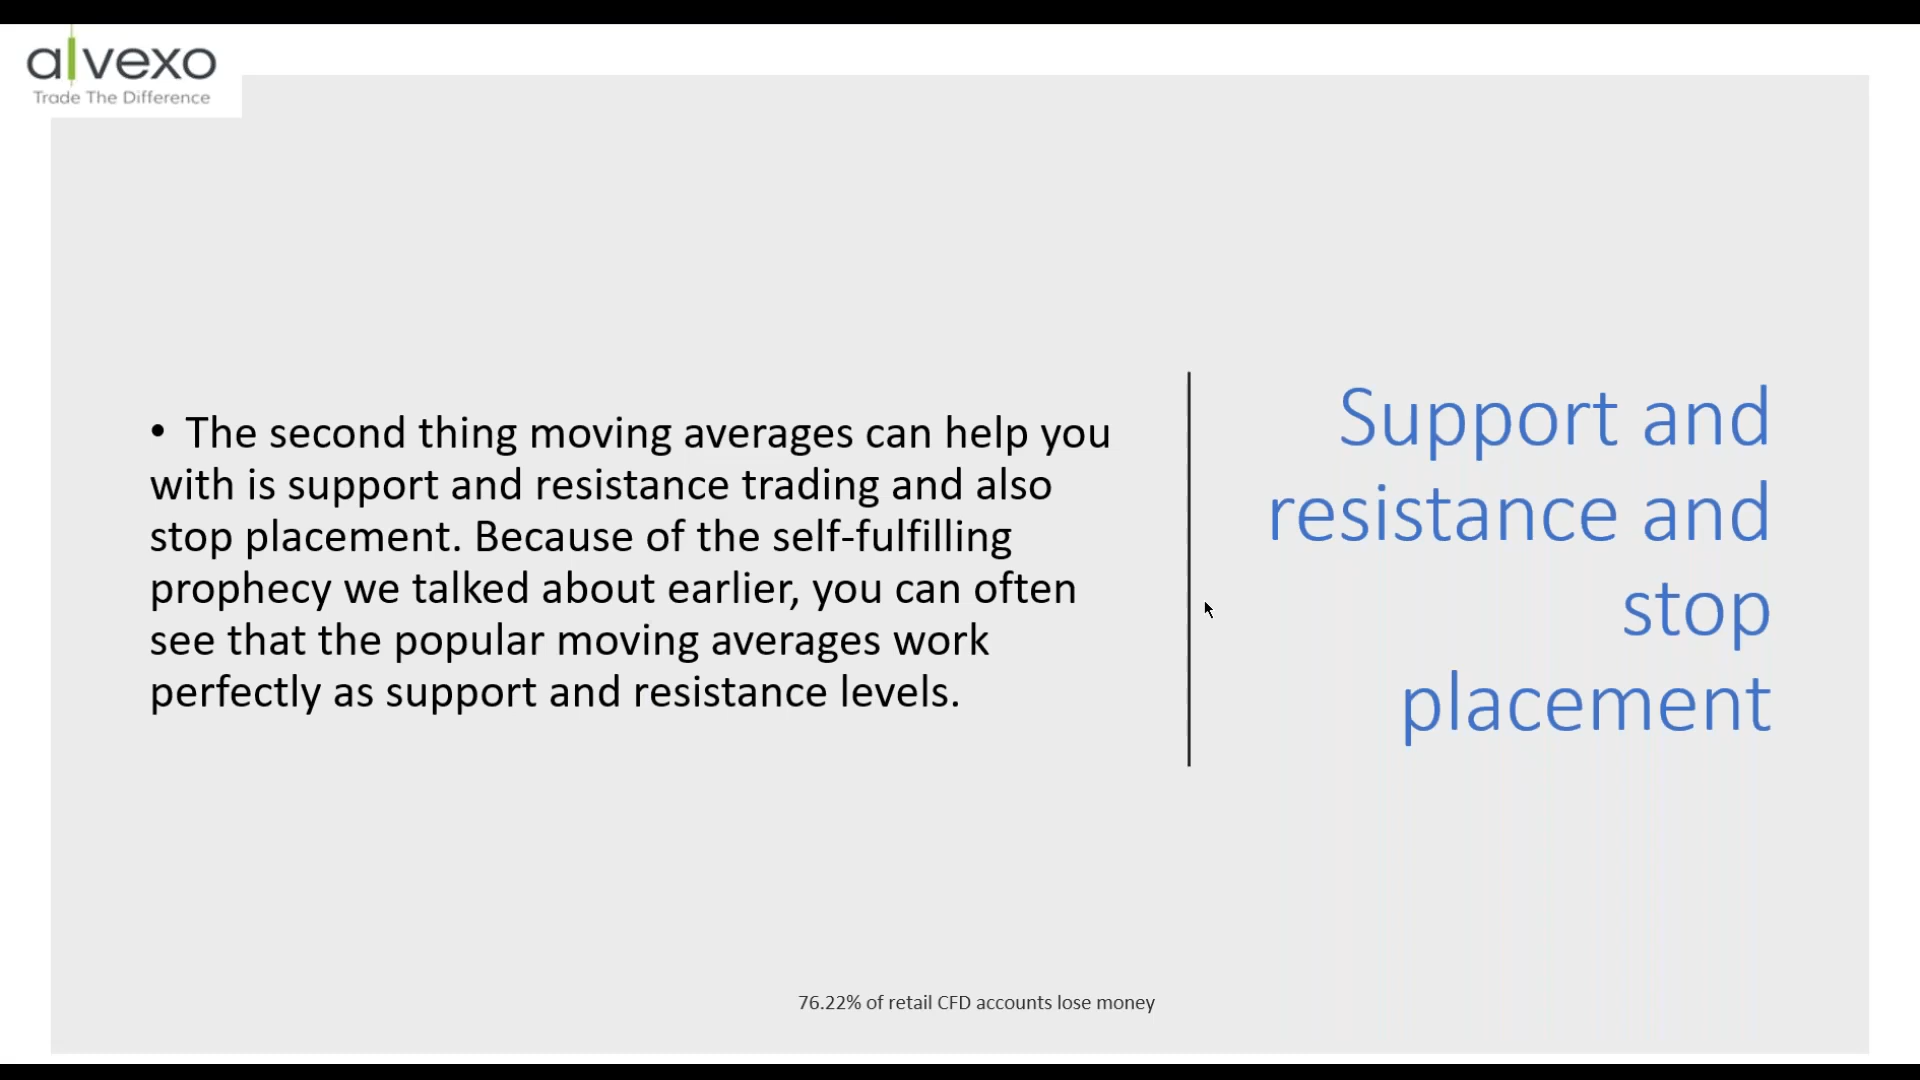 alvexo
Trade The Difference
• The second thing moving averages can help you
with is support and resistance trading and also
stop placement. Because of the self-fulfilling
prophecy we talked about earlier, you can often
see that the popular moving averages work
perfectly as support and resistance levels.
Support and
resistance and
stop
placement
76.22% of retail CFD accounts lose money